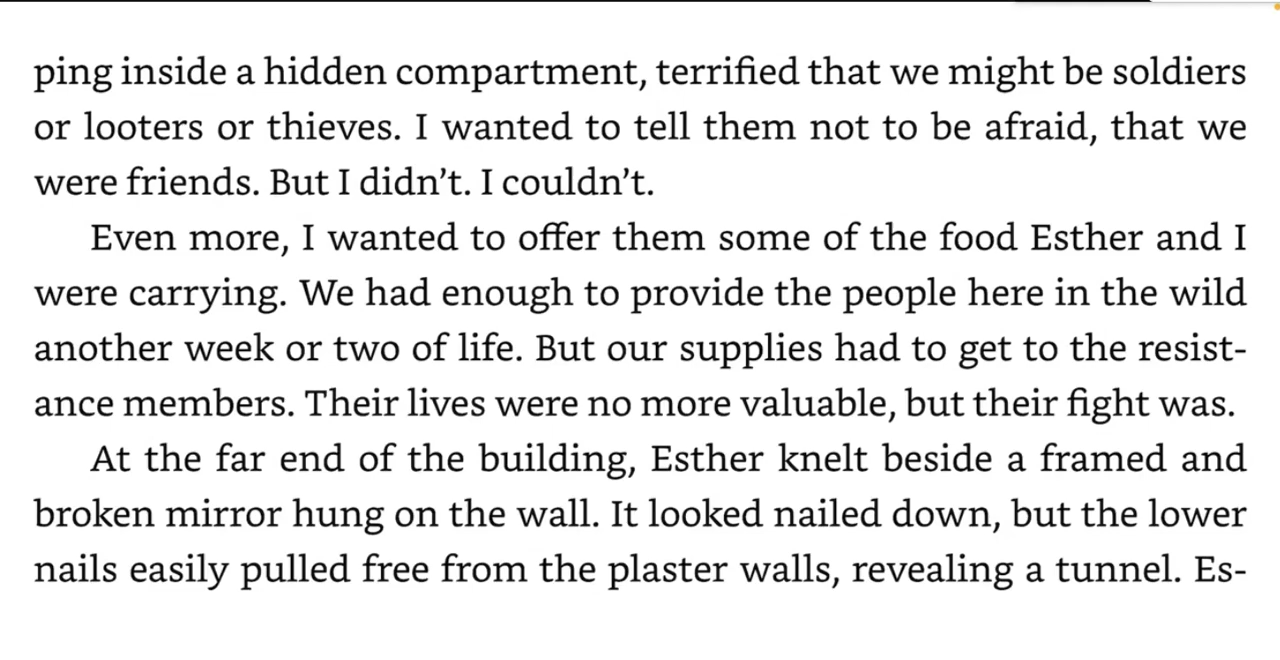 ping inside a hidden compartment, terrified that we might be soldiers
or looters or thieves. I wanted to tell them not to be afraid, that we
were friends. But I didn’t. I couldn’t.
Even more, I wanted to offer them some of the food Esther and I
were carrying. We had enough to provide the people here in the wild
another week or two of life. But our supplies had to get to the resist-
ance members. Their lives were no more valuable, but their fight was.
At the far end of the building, Esther knelt beside a framed and
broken mirror hung on the wall. It looked nailed down, but the lower
nails easily pulled free from the plaster walls, revealing a tunnel. Es-